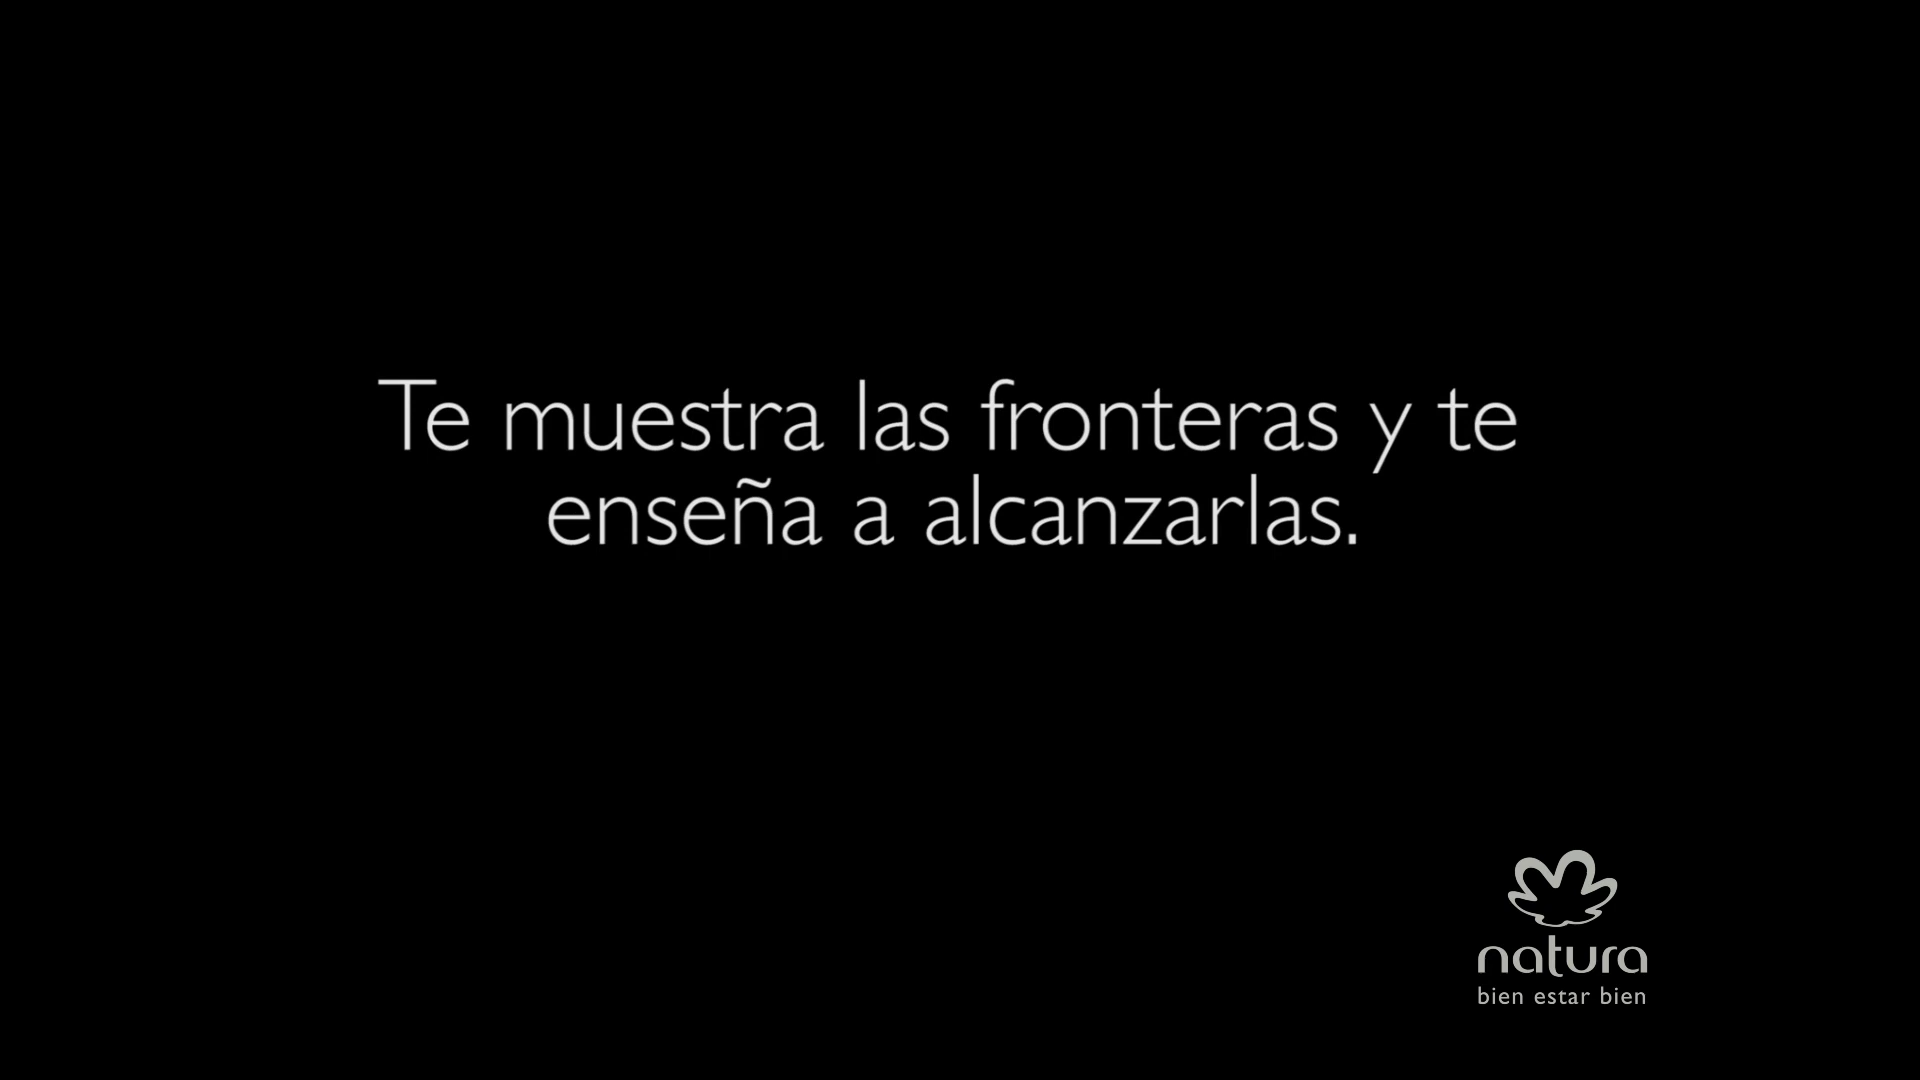 Te muestra las fronteras y te
enseña a alcanzarlas.
natura
bien estar bien